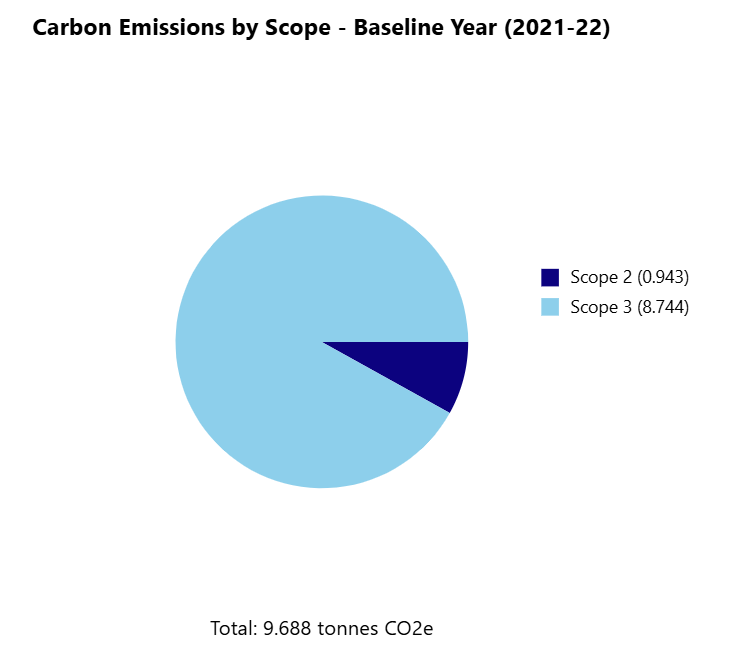 Carbon Emissions by Scope - Baseline Year (2021-22)
Scope 2 (0.943)
Scope 3 (8.744)
Total: 9.688 tonnes CO2e